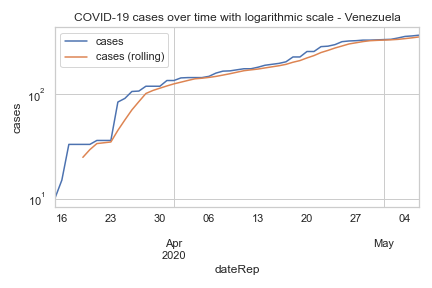 COVID-19 cases over time with logarithmic scale - Venezuela
cases
cases (rolling)
10²
10¹
cases
16 23 30 06 13 20 27 04
Apr May
2020
dateRep